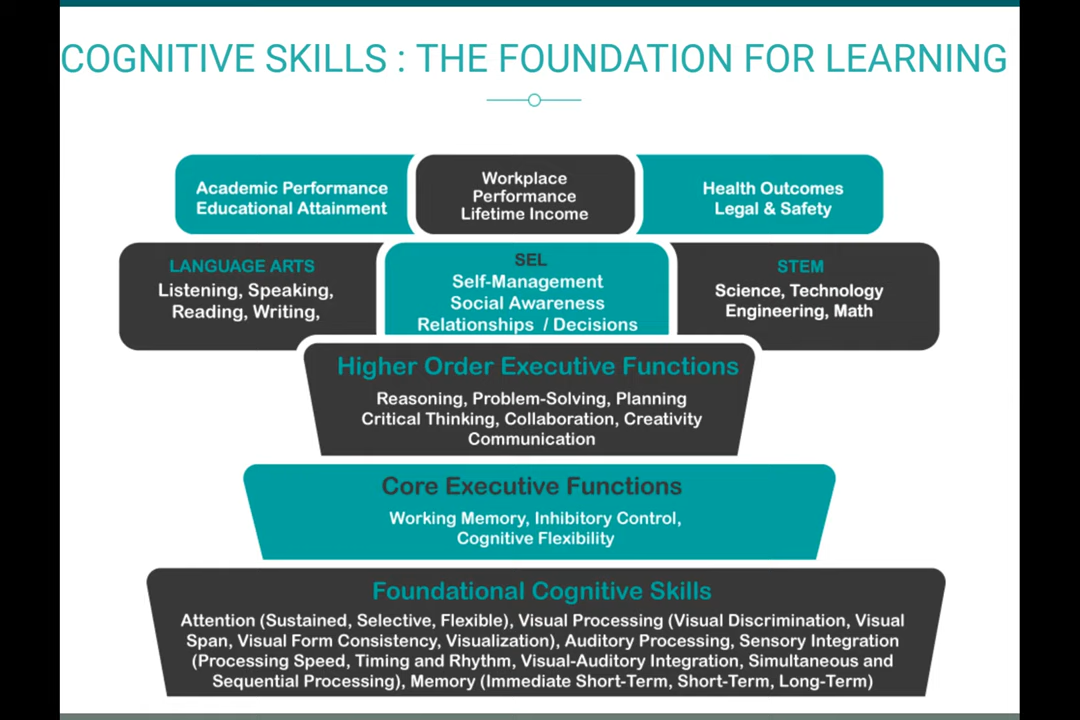 COGNITIVE SKILLS : THE FOUNDATION FOR LEARNING
Academic Performance
Educational Attainment
Workplace
Performance
Lifetime Income
Health Outcomes
Legal & Safety
LANGUAGE ARTS
Listening, Speaking,
Reading, Writing,
SEL
Self-Management
Social Awareness
Relationships / Decisions
STEM
Science, Technology
Engineering, Math
Higher Order Executive Functions
Reasoning, Problem-Solving, Planning
Critical Thinking, Collaboration, Creativity
Communication
Core Executive Functions
Working Memory, Inhibitory Control,
Cognitive Flexibility
Foundational Cognitive Skills
Attention (Sustained, Selective, Flexible), Visual Processing (Visual Discrimination, Visual
Span, Visual Form Consistency, Visualization), Auditory Processing, Sensory Integration
(Processing Speed, Timing and Rhythm, Visual-Auditory Integration, Simultaneous and
Sequential Processing), Memory (Immediate Short-Term, Short-Term, Long-Term)